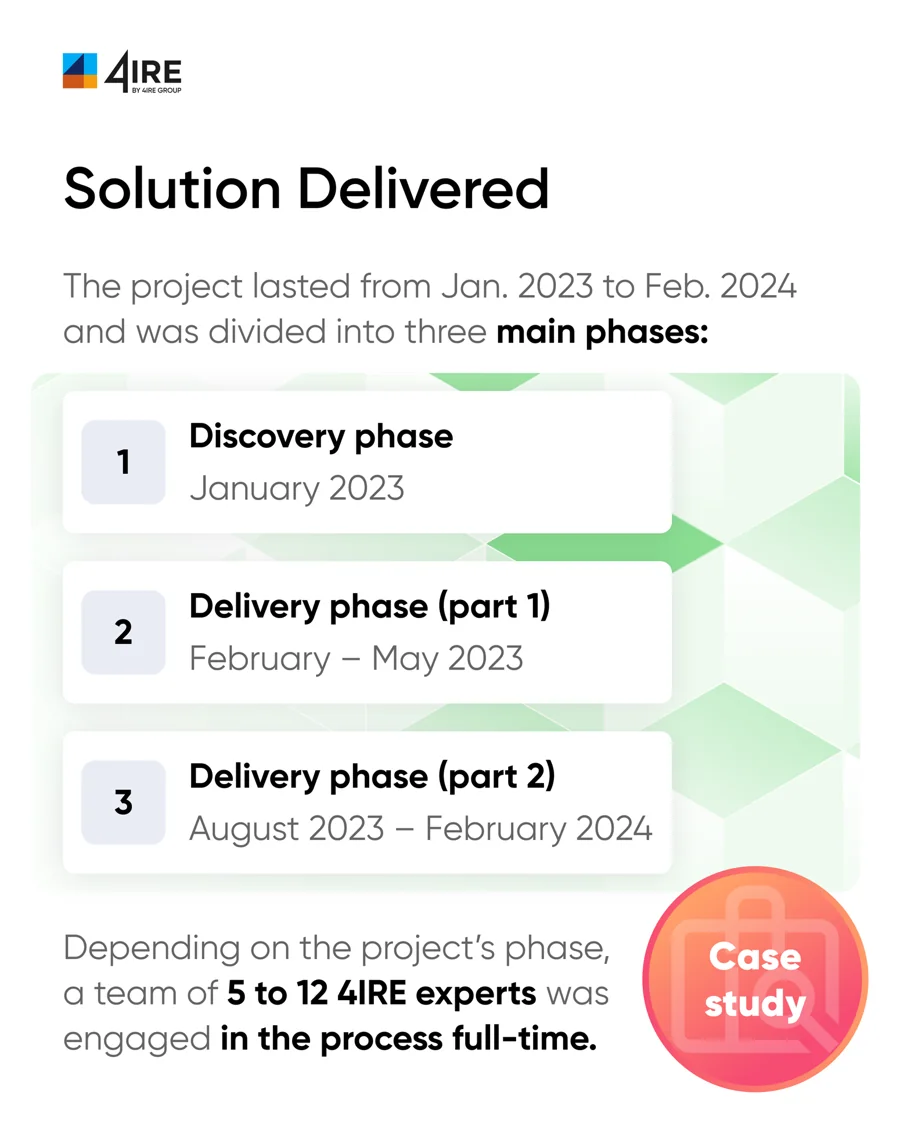 4IRE
BY 4IRE GROUP
Solution Delivered
The project lasted from Jan. 2023 to Feb. 2024
and was divided into three main phases:
1
Discovery phase
January 2023
2
Delivery phase (part 1)
February – May 2023
3
Delivery phase (part 2)
August 2023 – February 2024
Depending on the project’s phase,
a team of 5 to 12 4IRE experts was
engaged in the process full-time.
Case
study